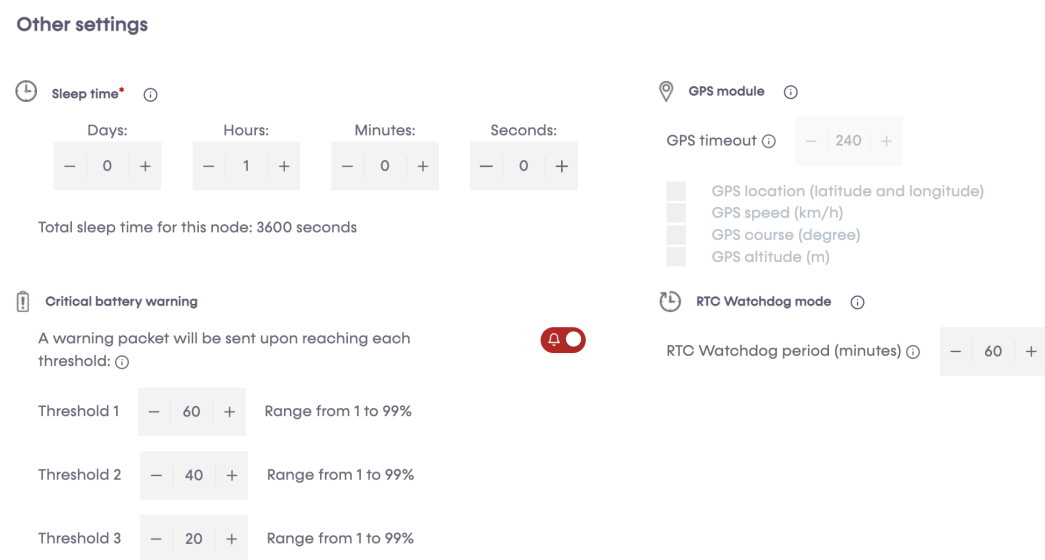 Other settings
Sleep time*
Days: Hours: Minutes: Seconds:
− 0 + − 1 + − 0 + − 0 +
Total sleep time for this node: 3600 seconds
Critical battery warning
A warning packet will be sent upon reaching each
threshold:
Threshold 1 − 60 + Range from 1 to 99%
Threshold 2 − 40 + Range from 1 to 99%
Threshold 3 − 20 + Range from 1 to 99%
GPS module
GPS timeout − 240 +
GPS location (latitude and longitude)
GPS speed (km/h)
GPS course (degree)
GPS altitude (m)
RTC Watchdog mode
RTC Watchdog period (minutes) − 60 +